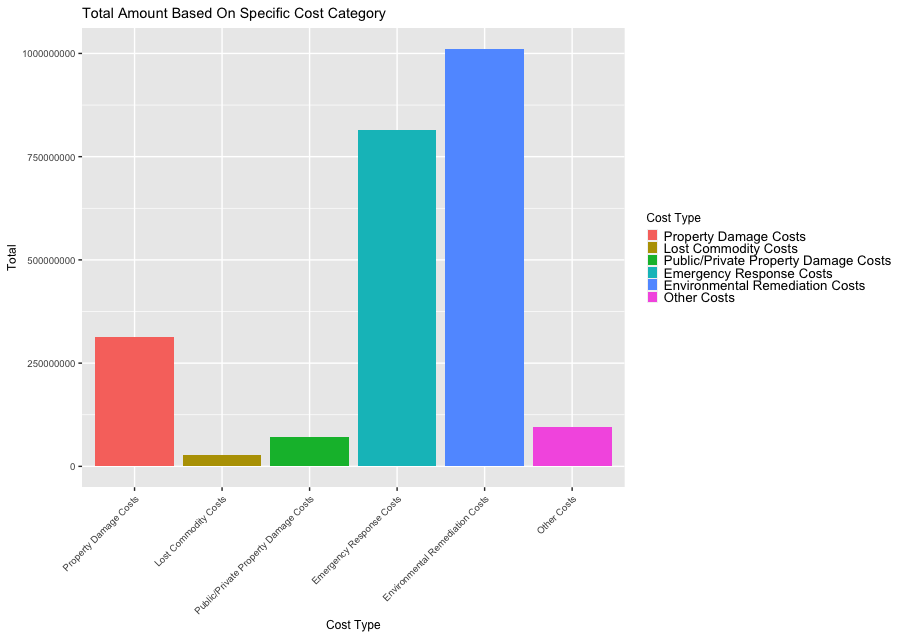 Total Amount Based On Specific Cost Category
1000000000
750000000
500000000
250000000
0
Total
Property Damage Costs
Lost Commodity Costs
Public/Private Property Damage Costs
Emergency Response Costs
Environmental Remediation Costs
Other Costs
Cost Type
Cost Type
Property Damage Costs
Lost Commodity Costs
Public/Private Property Damage Costs
Emergency Response Costs
Environmental Remediation Costs
Other Costs